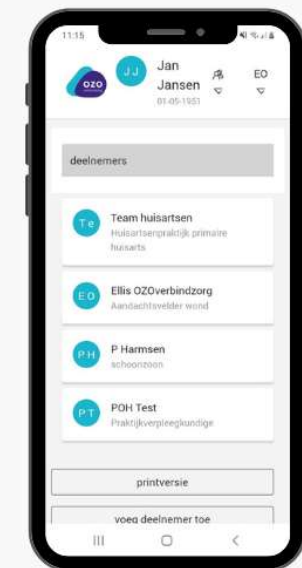 11:15
ozo
JJ
Jan
Jansen
01-05-1951
EO
deelnemers
Te
Team huisartsen
Huisartsenpraktijk primaire
huisarts
EO
Ellis OZOverbindzorg
Aandachtsvelder wond
PH
P Harmsen
schoonzoon
PT
POH Test
Praktijkverpleegkundige
printversie
voeg deelnemer toe